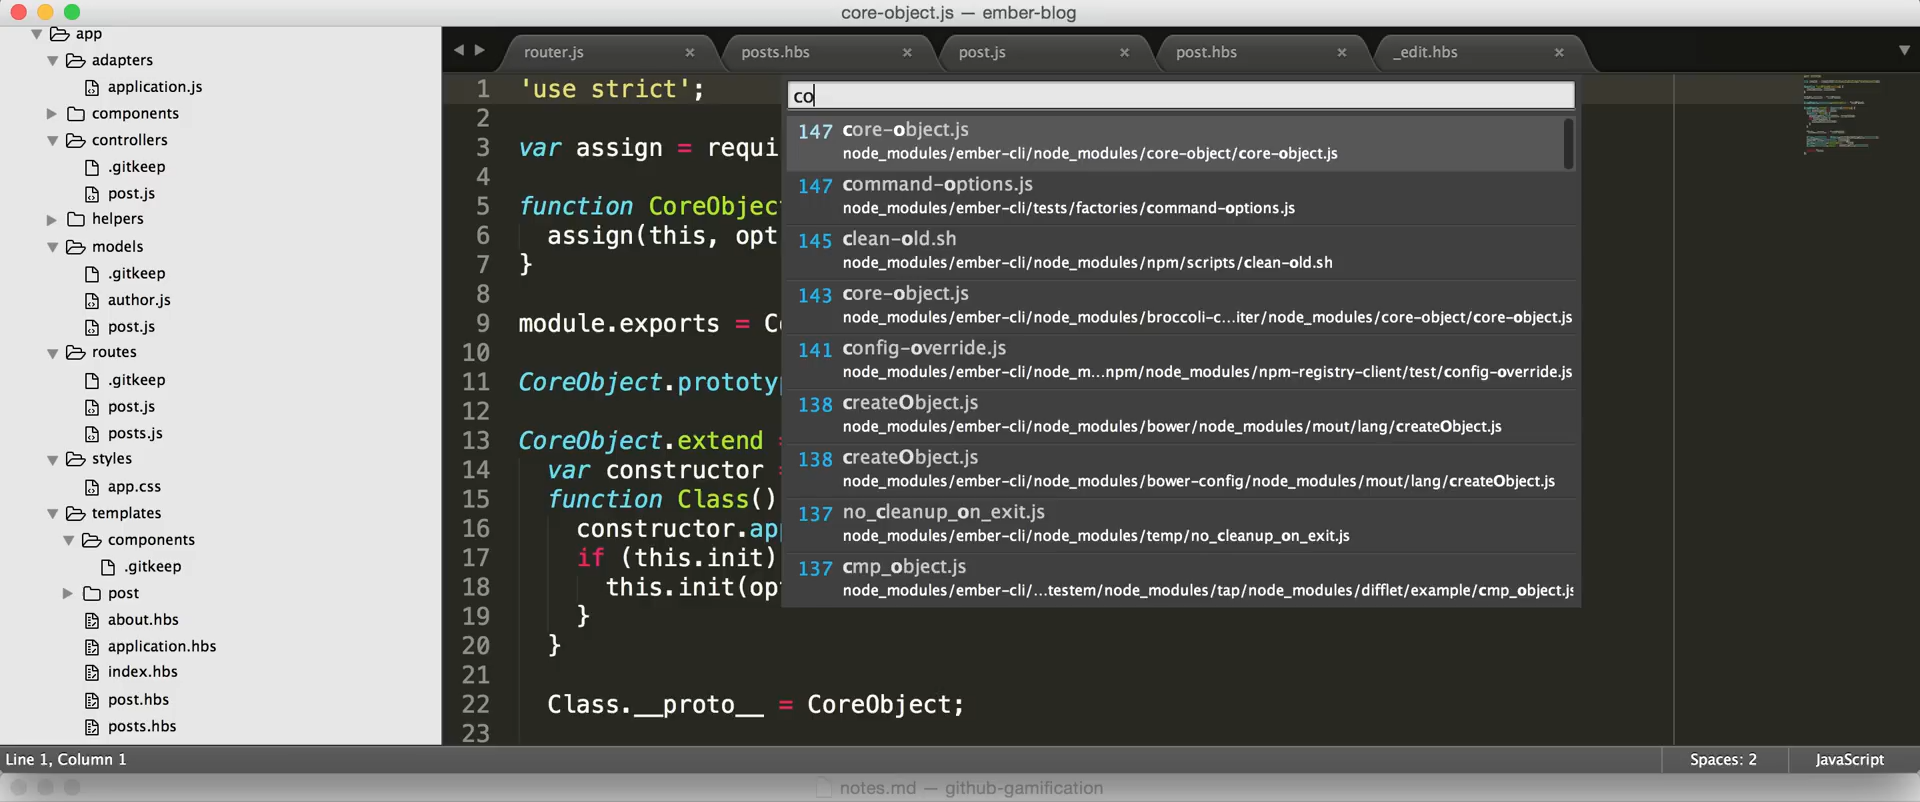 core-object.js — ember-blog
app
adapters
application.js
components
controllers
.gitkeep
post.js
helpers
models
.gitkeep
author.js
post.js
routes
.gitkeep
post.js
posts.js
styles
app.css
templates
components
.gitkeep
post
about.hbs
application.hbs
index.hbs
post.hbs
posts.hbs
router.js × posts.hbs × post.js × post.hbs × _edit.hbs ×
1 'use strict';
2
3 var assign = requi
4
5 function CoreObjec
6 assign(this, opt
7 }
8
9 module.exports = Co
10
11 CoreObject.prototyp
12
13 CoreObject.extend =
14 var constructor =
15 function Class()
16 constructor.app
17 if (this.init)
18 this.init(op
19 }
20 }
21
22 Class.__proto__ = CoreObject;
23
co
147 core-object.js
node_modules/ember-cli/node_modules/core-object/core-object.js
147 command-options.js
node_modules/ember-cli/tests/factories/command-options.js
145 clean-old.sh
node_modules/ember-cli/node_modules/npm/scripts/clean-old.sh
143 core-object.js
node_modules/ember-cli/node_modules/broccoli-c...iter/node_modules/core-object/core-object.js
141 config-override.js
node_modules/ember-cli/node_m...npm/node_modules/npm-registry-client/test/config-override.js
138 createObject.js
node_modules/ember-cli/node_modules/bower/node_modules/mout/lang/createObject.js
138 createObject.js
node_modules/ember-cli/node_modules/bower-config/node_modules/mout/lang/createObject.js
137 no_cleanup_on_exit.js
node_modules/ember-cli/node_modules/temp/no_cleanup_on_exit.js
137 cmp_object.js
node_modules/ember-cli/...testem/node_modules/tap/node_modules/difflet/example/cmp_object.js
Line 1, Column 1
Spaces: 2
JavaScript
notes.md — github-gamification